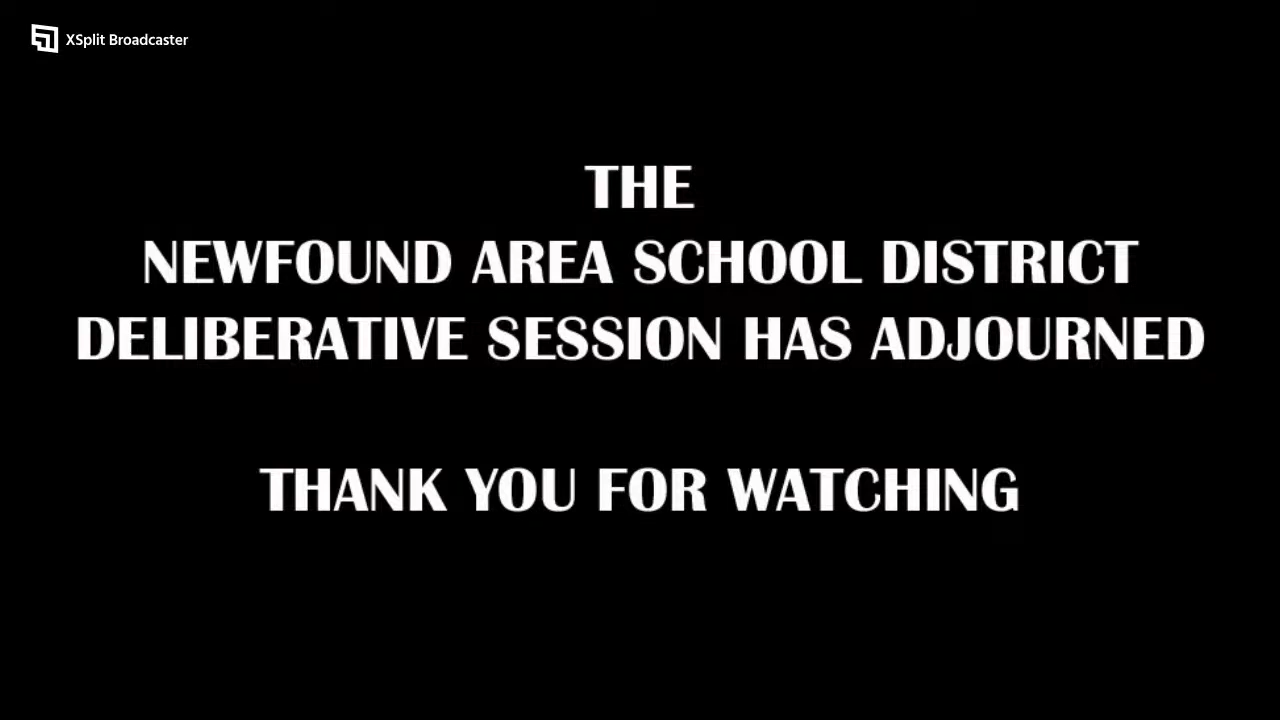 XSplit Broadcaster
THE
NEWFOUND AREA SCHOOL DISTRICT
DELIBERATIVE SESSION HAS ADJOURNED
THANK YOU FOR WATCHING